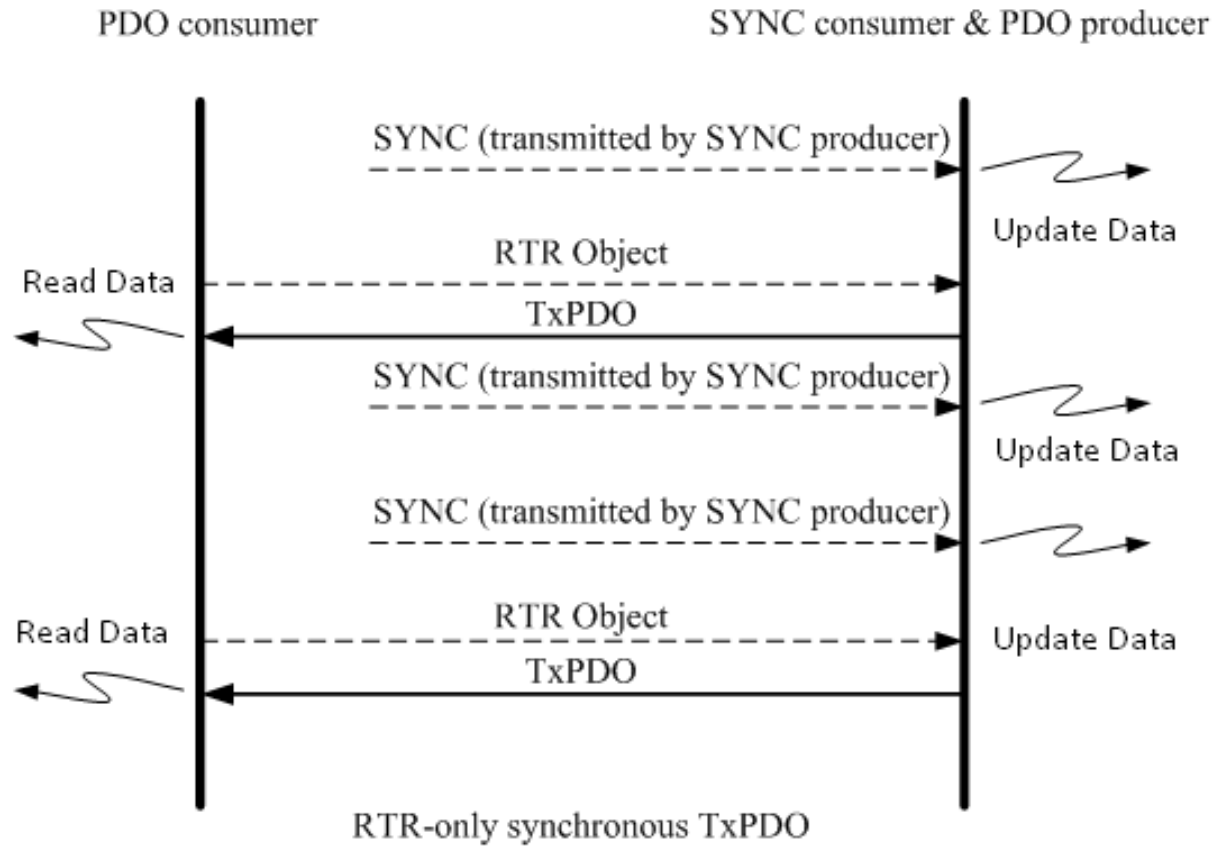 PDO consumer
SYNC consumer & PDO producer
SYNC (transmitted by SYNC producer)
Update Data
RTR Object
Read Data
TxPDO
SYNC (transmitted by SYNC producer)
Update Data
SYNC (transmitted by SYNC producer)
RTR Object
Read Data
Update Data
TxPDO
RTR-only synchronous TxPDO